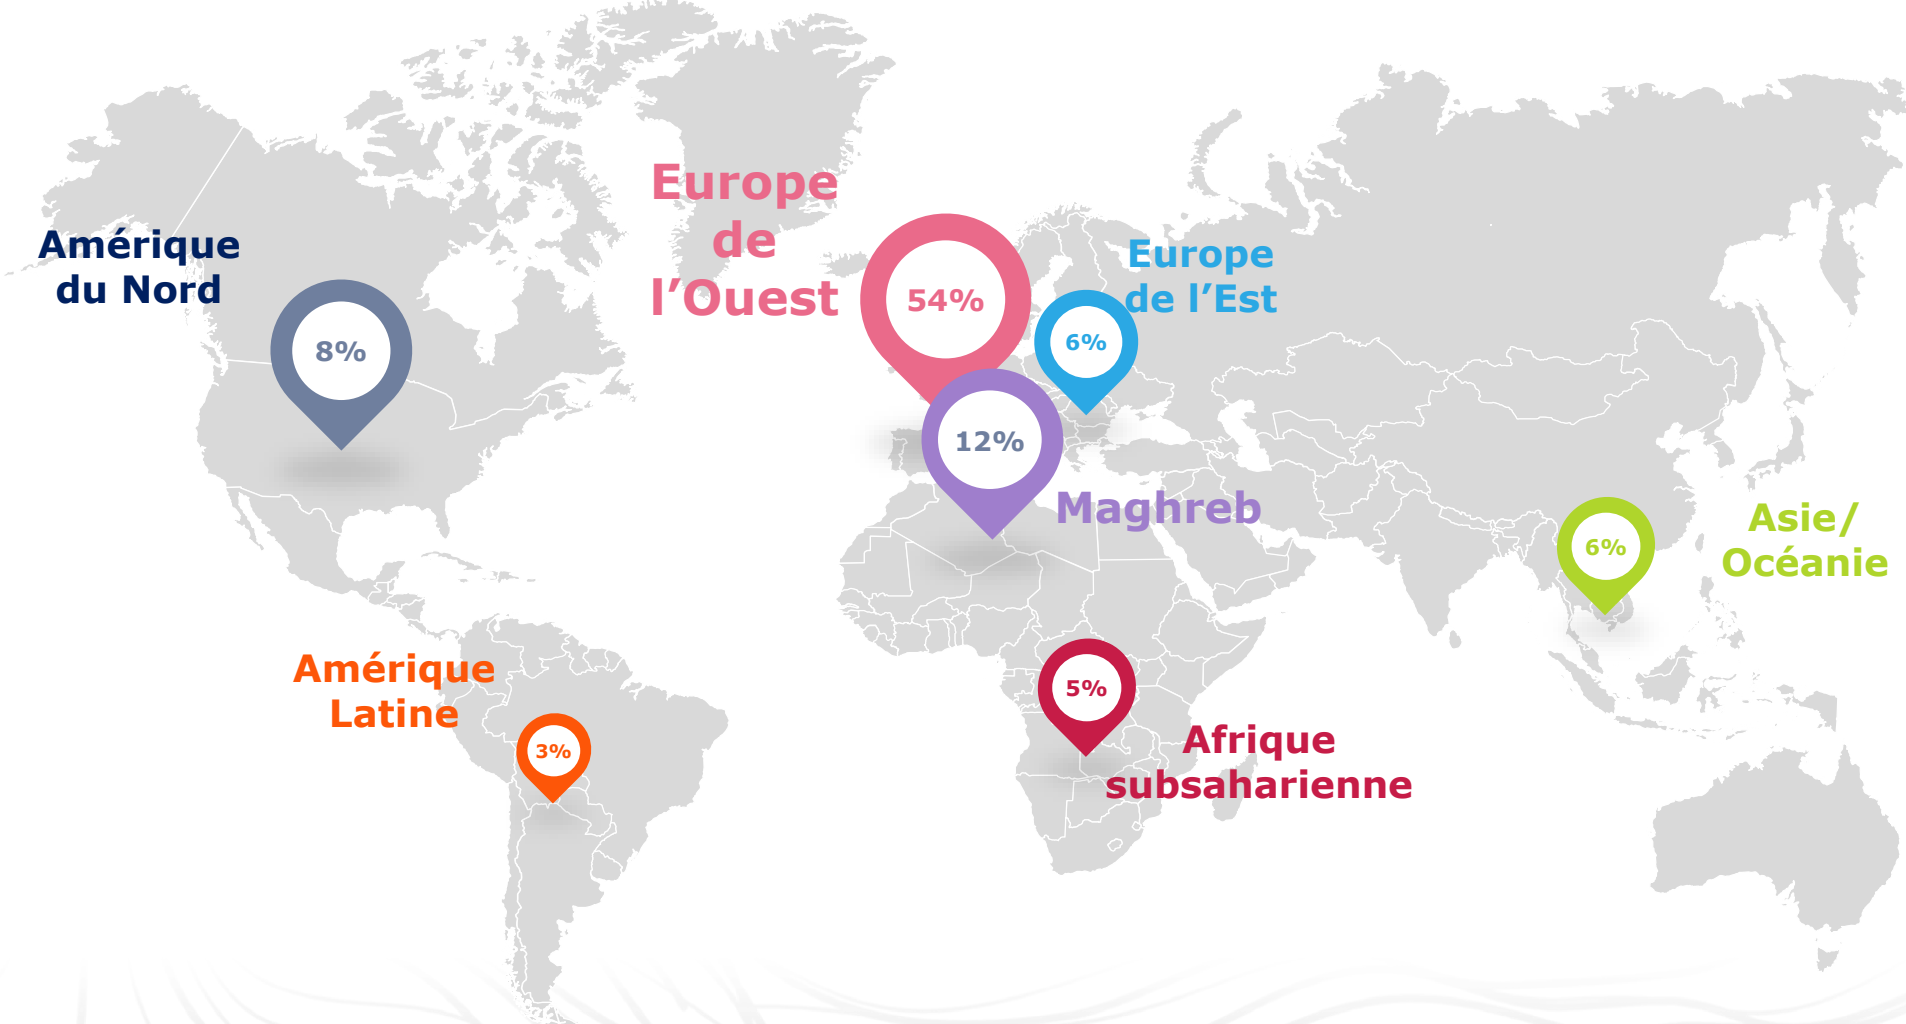 Europe
de
l’Ouest
54%
Amérique
du Nord
8%
Europe
de l’Est
6%
12%
Maghreb
Asie/
Océanie
6%
Amérique
Latine
3%
5%
Afrique
subsaharienne